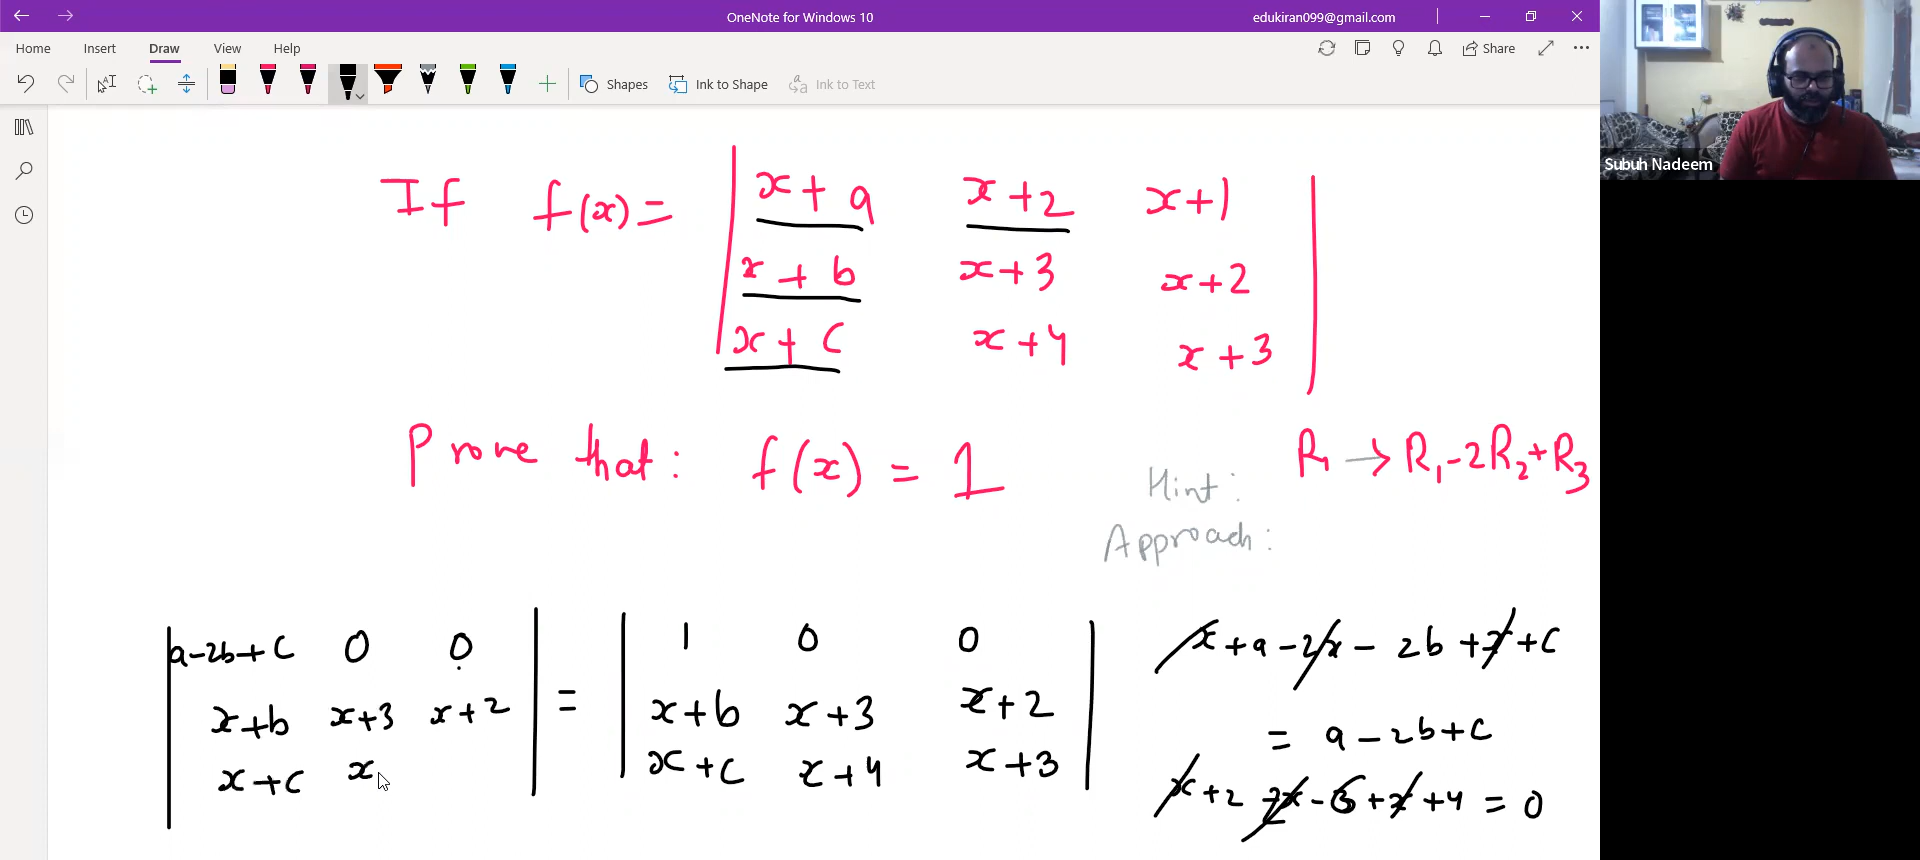 OneNote for Windows 10
edukiran099@gmail.com
Home Insert Draw View Help
Share
Shapes Ink to Shape Ink to Text
Subuh Nadeem
If f(x) = | x + a x + 2 x + 1 |
| x + b x + 3 x + 2 |
| x + c x + 4 x + 3 |
Prove that: f(x) = 1
R₁ → R₁ - 2R₂ + R₃
Hint:
Approach:
| a - 2b + c 0 0 | = | 1 0 0 |
| x + b x + 3 x + 2 | | x + b x + 3 x + 2 |
| x + c x | | x + c x + 4 x + 3 |
x + a - 2x - 2b + x + c
= a - 2b + c
x + 2 - 2x - 6 + x + 4 = 0